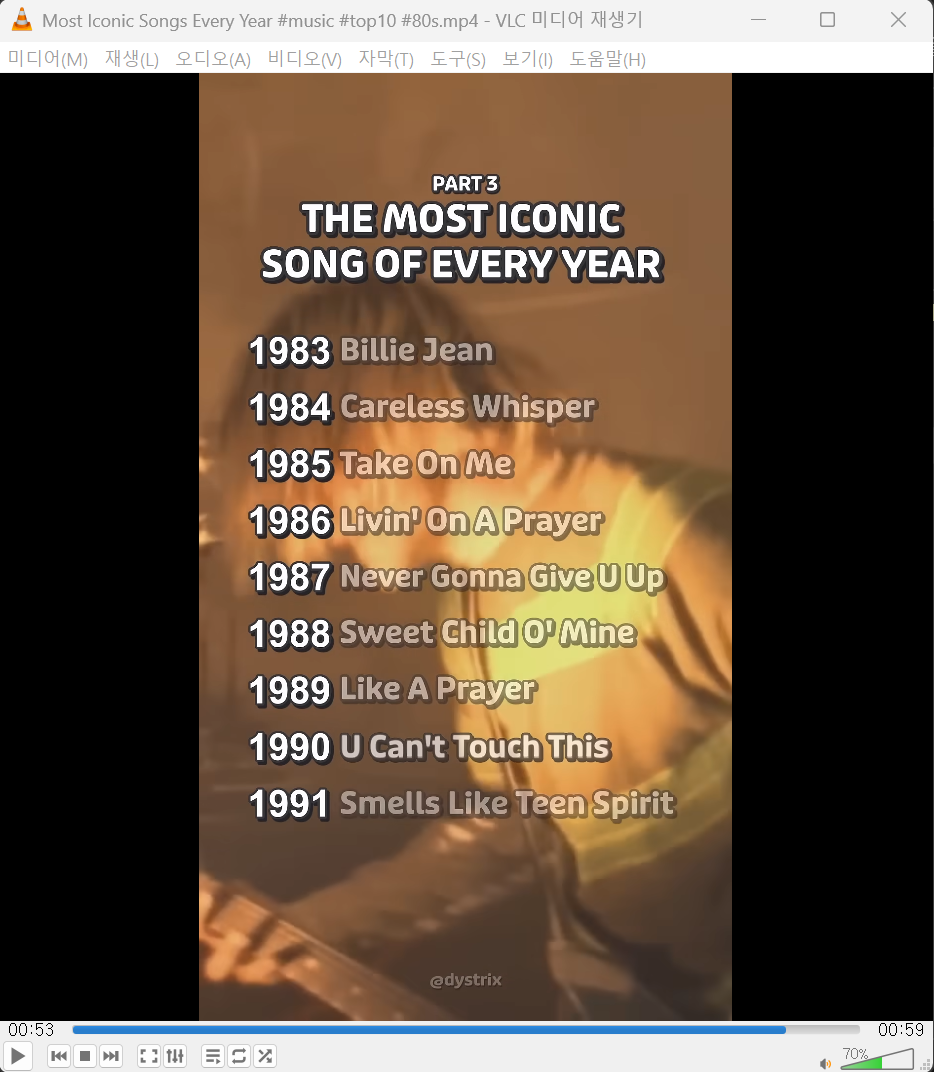 Most Iconic Songs Every Year #music #top10 #80s.mp4 - VLC 미디어 재생기
미디어(M) 재생(L) 오디오(A) 비디오(V) 자막(T) 도구(S) 보기(I) 도움말(H)
PART 3
THE MOST ICONIC
SONG OF EVERY YEAR
1983 Billie Jean
1984 Careless Whisper
1985 Take On Me
1986 Livin' On A Prayer
1987 Never Gonna Give U Up
1988 Sweet Child O' Mine
1989 Like A Prayer
1990 U Can't Touch This
1991 Smells Like Teen Spirit
@dystrix
00:53 00:59
70%